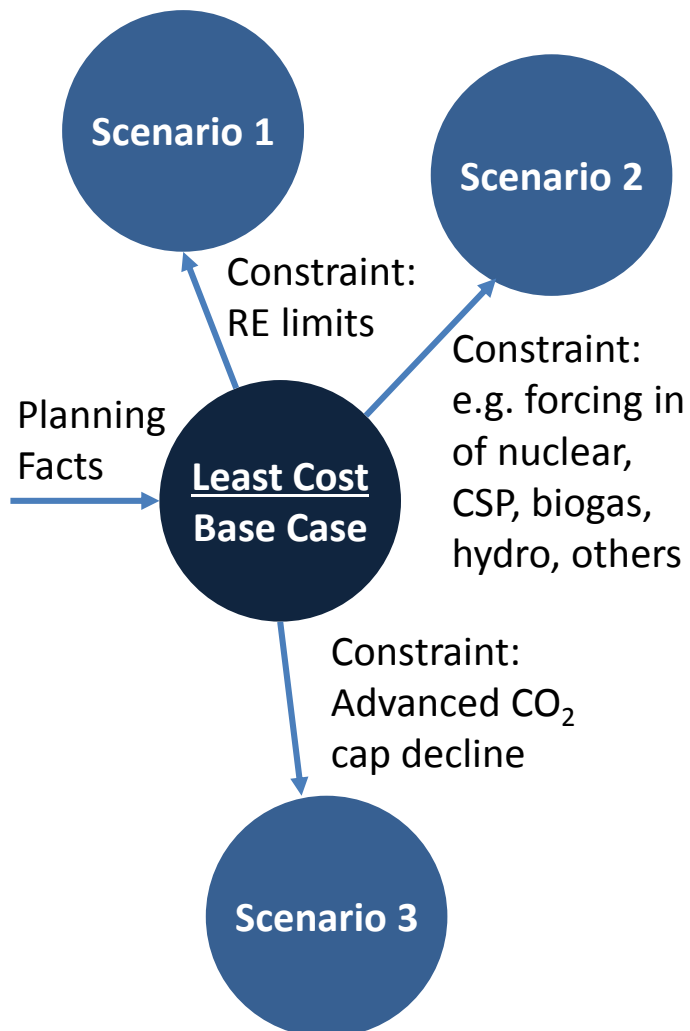 Scenario 1
Scenario 2
Constraint:
RE limits
Constraint:
e.g. forcing in
of nuclear,
CSP, biogas,
hydro, others
Planning
Facts
Least Cost
Base Case
Constraint:
Advanced CO₂
cap decline
Scenario 3